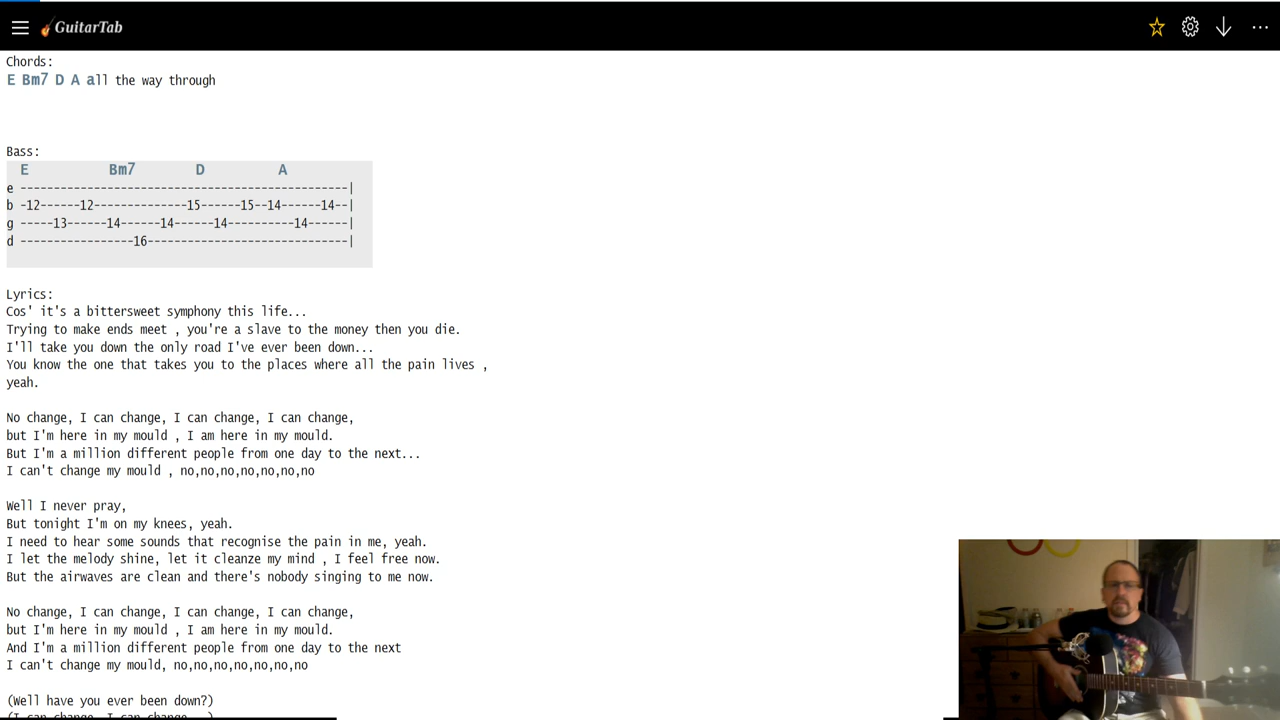 GuitarTab
Chords:
E Bm7 D A all the way through
Bass:
E Bm7 D A
e -------------------------------------------------|
b -12------12--------------15------15--14------14--|
g -----13------14------14------14----------14------|
d -----------------16------------------------------|
Lyrics:
Cos' it's a bittersweet symphony this life...
Trying to make ends meet , you're a slave to the money then you die.
I'll take you down the only road I've ever been down...
You know the one that takes you to the places where all the pain lives ,
yeah.
No change, I can change, I can change, I can change,
but I'm here in my mould , I am here in my mould.
But I'm a million different people from one day to the next...
I can't change my mould , no,no,no,no,no,no,no
Well I never pray,
But tonight I'm on my knees, yeah.
I need to hear some sounds that recognise the pain in me, yeah.
I let the melody shine, let it cleanze my mind , I feel free now.
But the airwaves are clean and there's nobody singing to me now.
No change, I can change, I can change, I can change,
but I'm here in my mould , I am here in my mould.
And I'm a million different people from one day to the next
I can't change my mould, no,no,no,no,no,no,no
(Well have you ever been down?)
(I can change, I can change...)